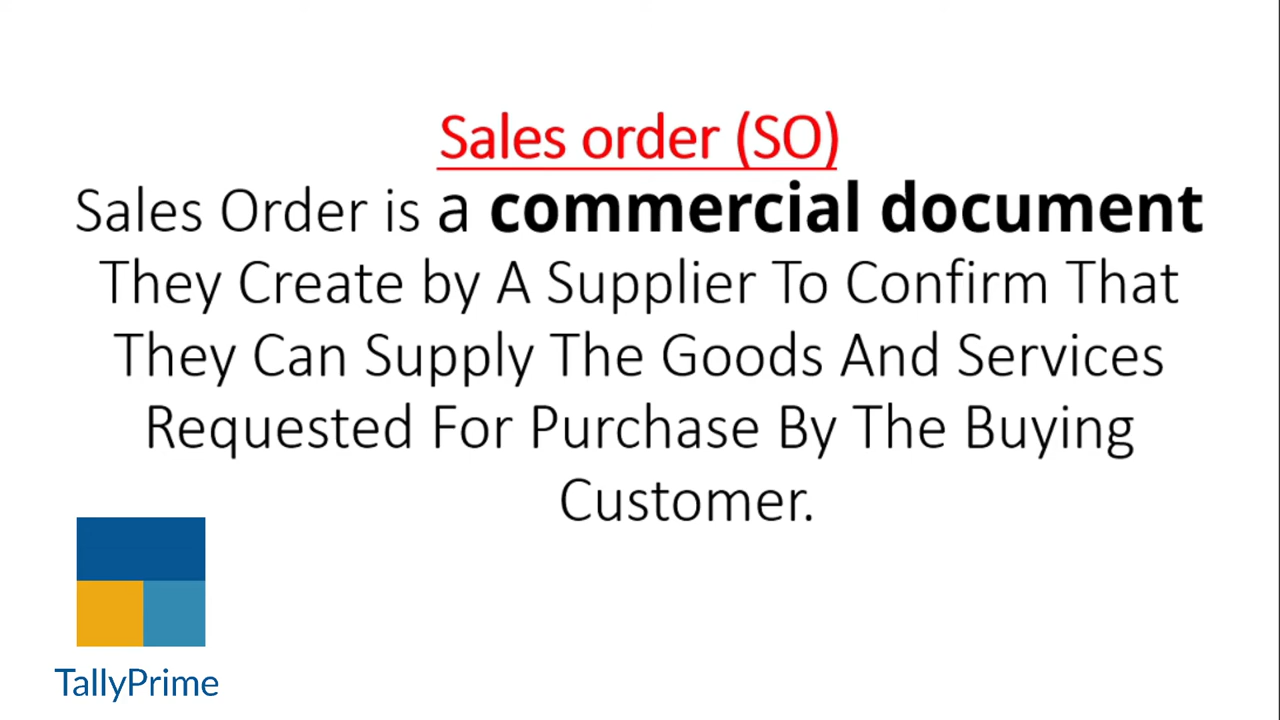 Sales order (SO)
Sales Order is a commercial document
They Create by A Supplier To Confirm That
They Can Supply The Goods And Services
Requested For Purchase By The Buying
Customer.
TallyPrime